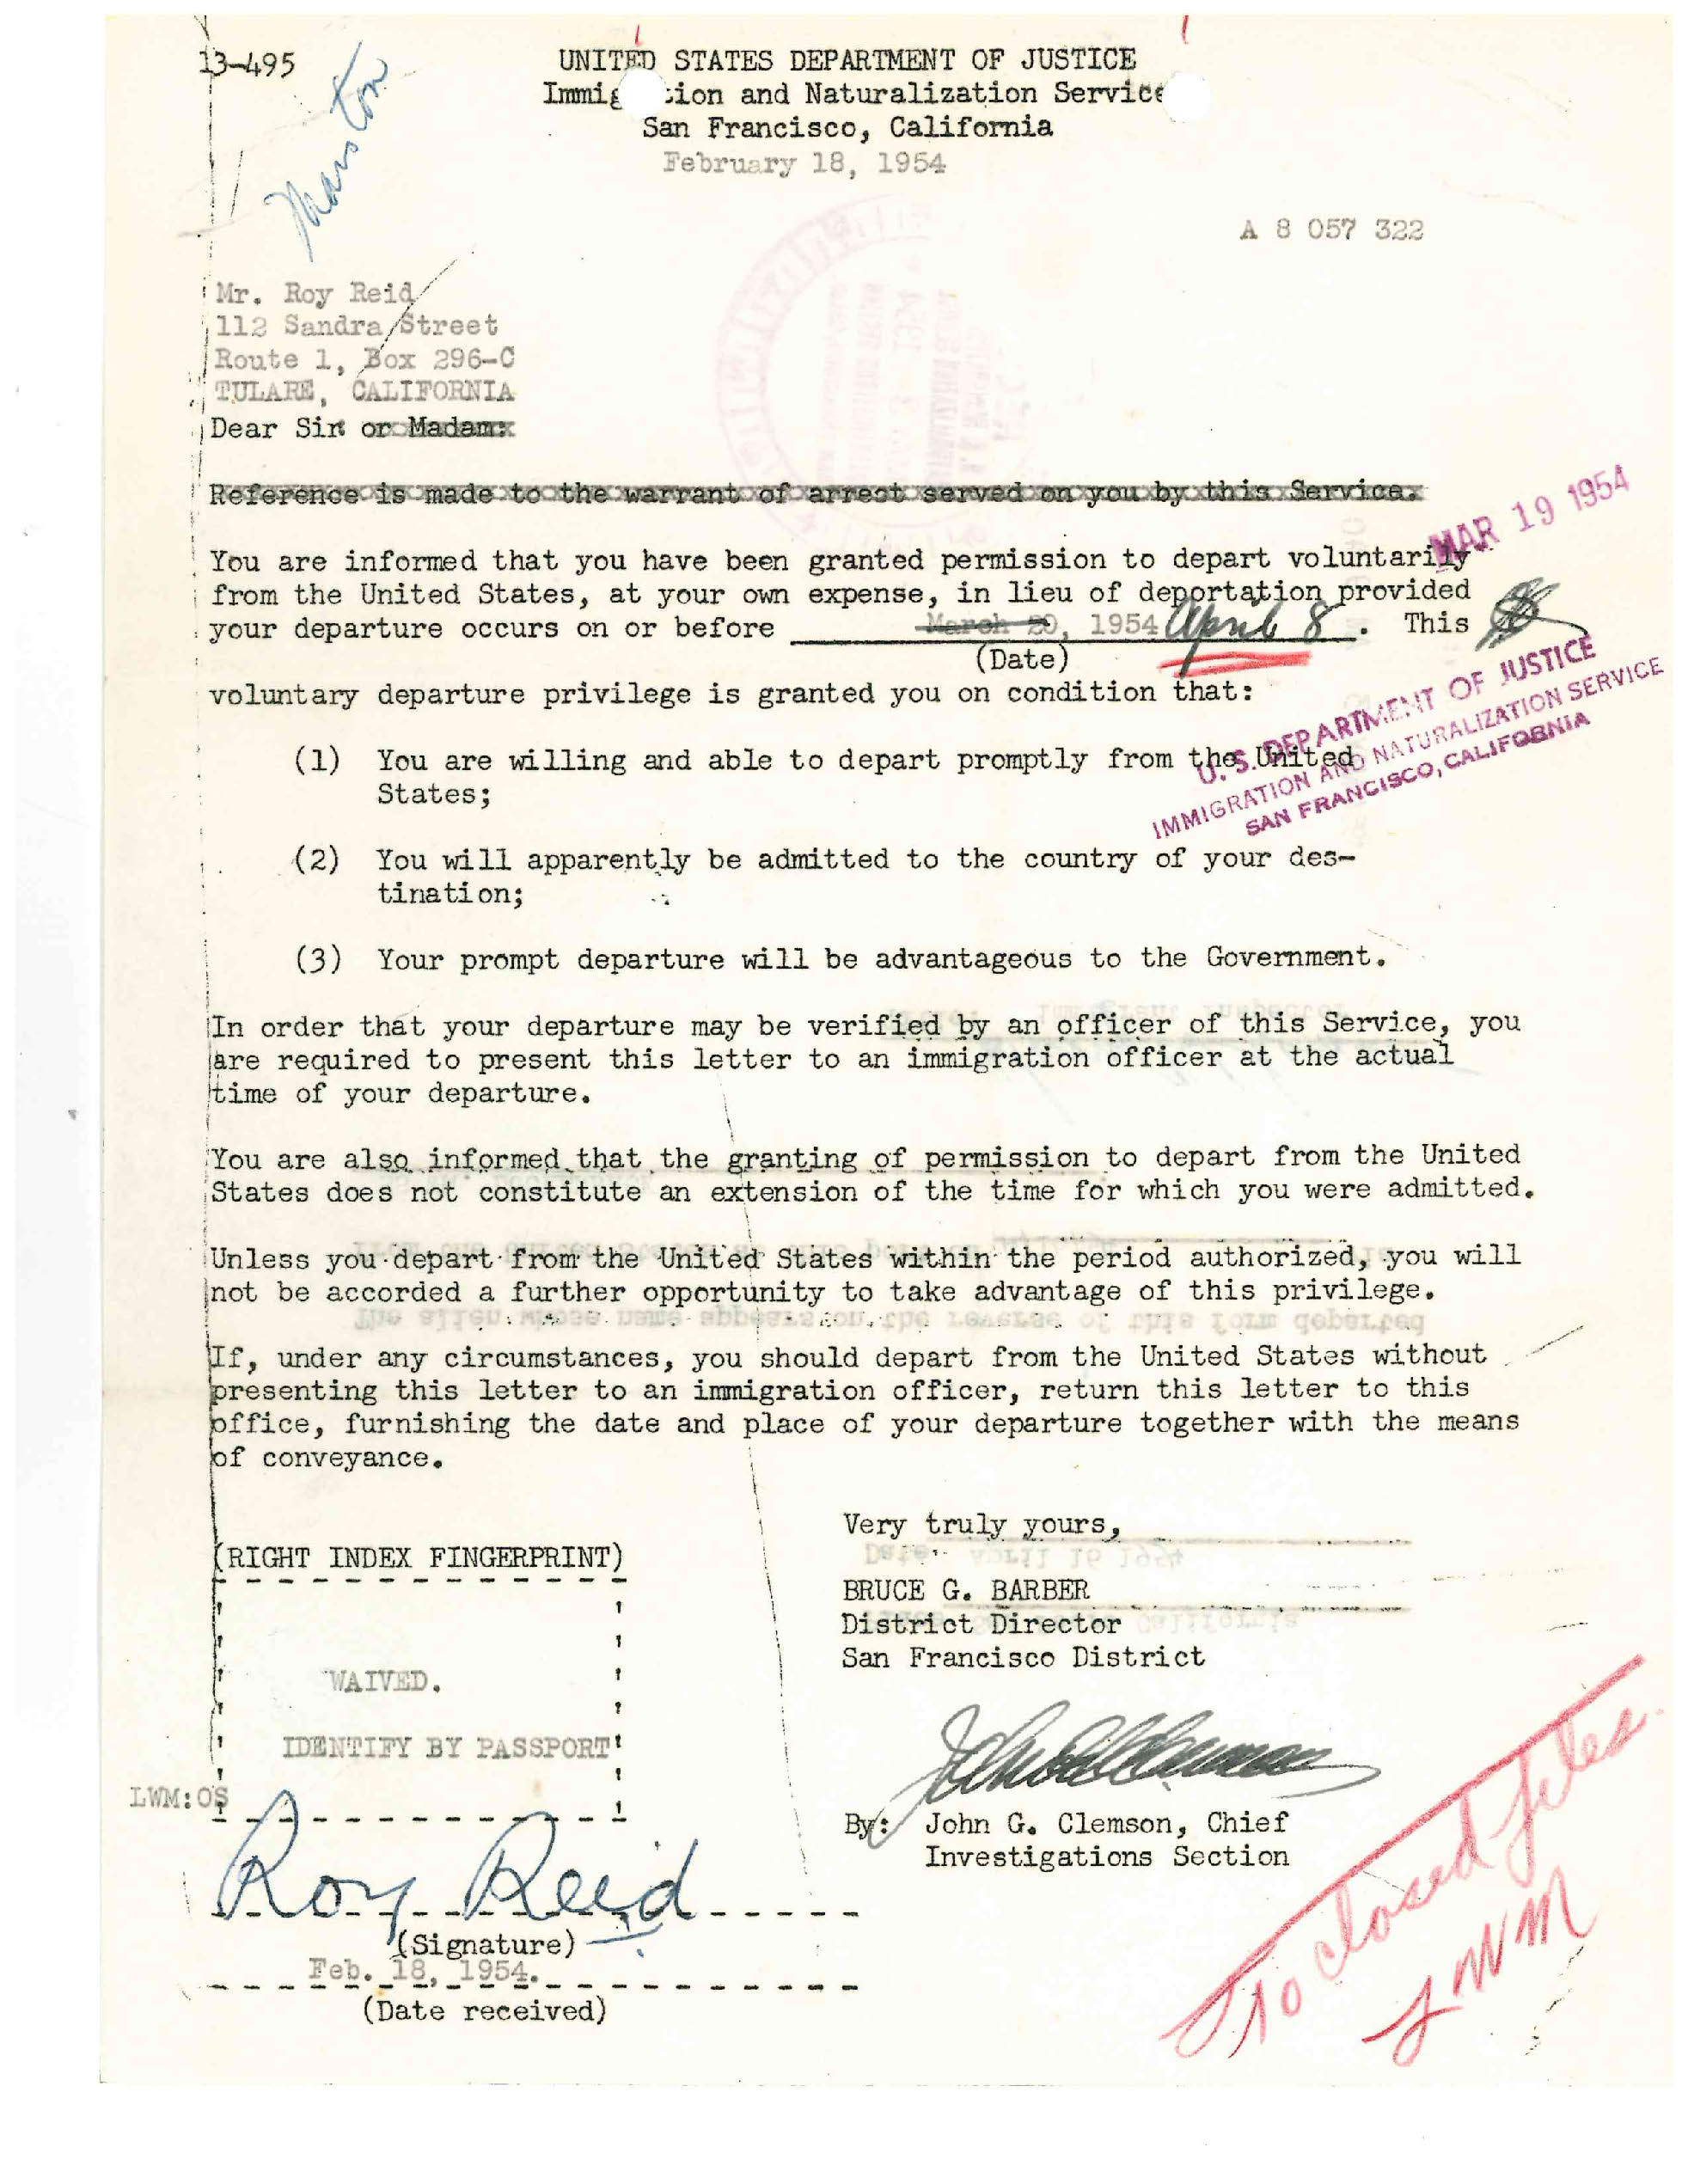 13-495
Marston
UNITED STATES DEPARTMENT OF JUSTICE
Immig tion and Naturalization Service
San Francisco, California
February 18, 1954
A 8 057 322
Mr. Roy Reid
112 Sandra Street
Route 1, Box 296-C
TULARE, CALIFORNIA
Dear Sir or Madam:
Reference is made to the warrant of arrest served on you by this Service.
MAR 19 1954
You are informed that you have been granted permission to depart voluntarily
from the United States, at your own expense, in lieu of deportation provided
your departure occurs on or before March 20, 1954 April 8. This
(Date)
voluntary departure privilege is granted you on condition that:
U. S. DEPARTMENT OF JUSTICE
IMMIGRATION AND NATURALIZATION SERVICE
SAN FRANCISCO, CALIFORNIA
(1) You are willing and able to depart promptly from the United
States;
(2) You will apparently be admitted to the country of your des-
tination;
(3) Your prompt departure will be advantageous to the Government.
In order that your departure may be verified by an officer of this Service, you
are required to present this letter to an immigration officer at the actual
time of your departure.
You are also informed that the granting of permission to depart from the United
States does not constitute an extension of the time for which you were admitted.
Unless you depart from the United States within the period authorized, you will
not be accorded a further opportunity to take advantage of this privilege.
If, under any circumstances, you should depart from the United States without
presenting this letter to an immigration officer, return this letter to this
office, furnishing the date and place of your departure together with the means
of conveyance.
Very truly yours,
(RIGHT INDEX FINGERPRINT)
BRUCE G. BARBER
District Director
San Francisco District
WAIVED.
IDENTIFY BY PASSPORT
LWM:OS
By: John G. Clemson, Chief
Investigations Section
Roy Reid
(Signature)
Feb. 18, 1954.
(Date received)
To closed files.
LWM